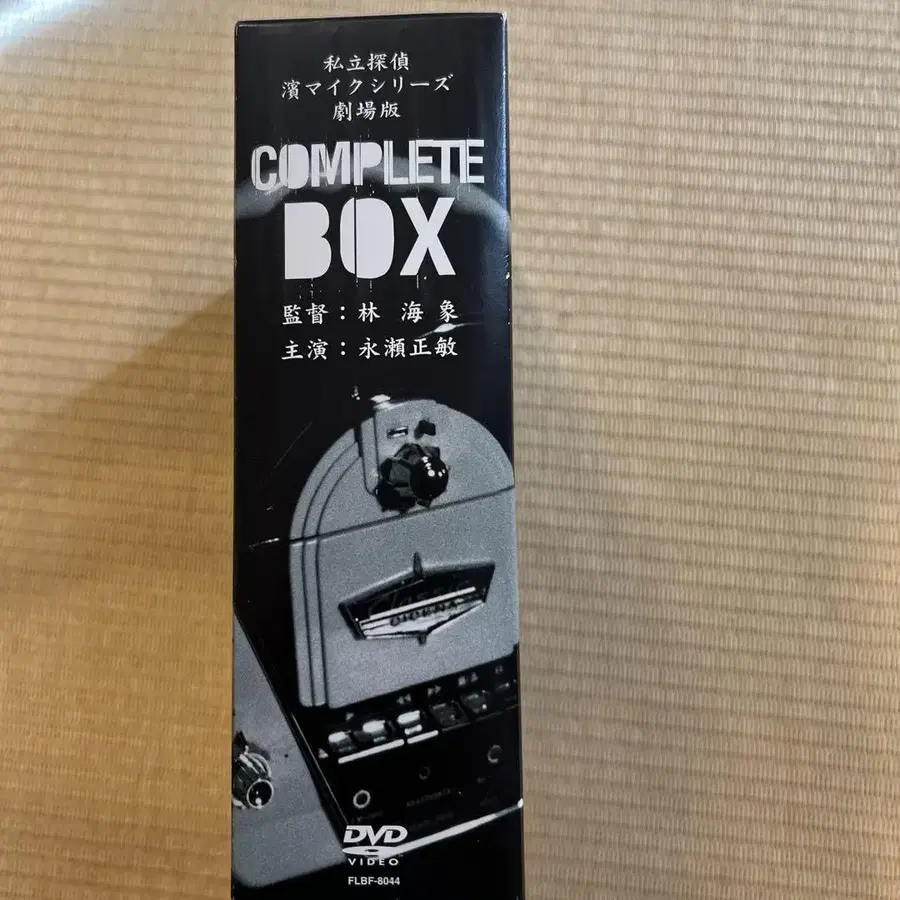 私立探偵
濱マイクシリーズ
劇場版
COMPLETE
BOX
監督：林 海 象
主演：永瀬正敏
Classic
DVD
VIDEO
FLBF-8044